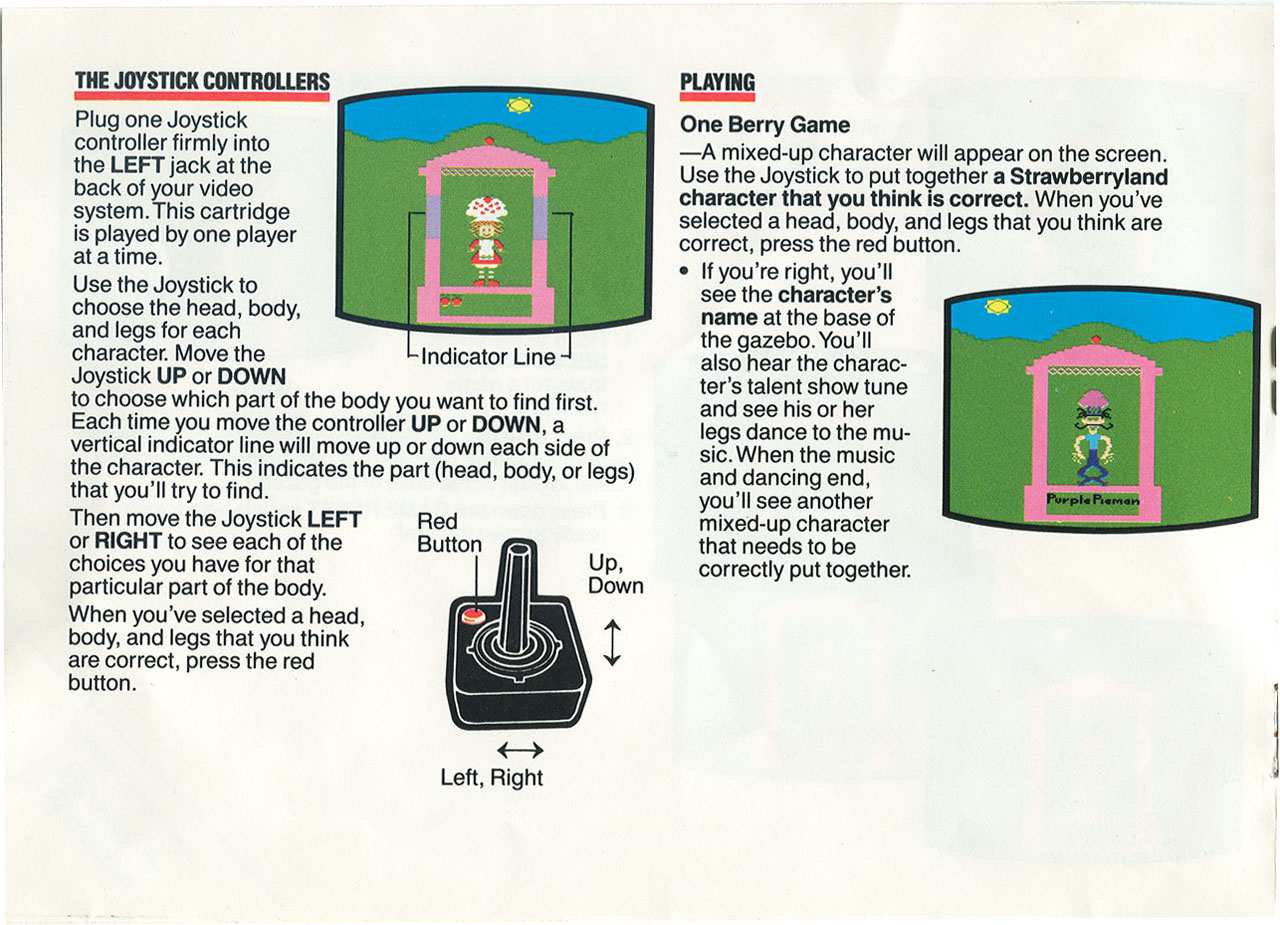 THE JOYSTICK CONTROLLERS
Plug one Joystick
controller firmly into
the LEFT jack at the
back of your video
system. This cartridge
is played by one player
at a time.
Use the Joystick to
choose the head, body,
and legs for each
character. Move the
Joystick UP or DOWN
to choose which part of the body you want to find first.
Each time you move the controller UP or DOWN, a
vertical indicator line will move up or down each side of
the character. This indicates the part (head, body, or legs)
that you'll try to find.
Indicator Line
Then move the Joystick LEFT
or RIGHT to see each of the
choices you have for that
particular part of the body.
When you've selected a head,
body, and legs that you think
are correct, press the red
button.
Red
Button
Up,
Down
Left, Right
PLAYING
One Berry Game
—A mixed-up character will appear on the screen.
Use the Joystick to put together a Strawberryland
character that you think is correct. When you've
selected a head, body, and legs that you think are
correct, press the red button.
• If you're right, you'll
see the character's
name at the base of
the gazebo. You'll
also hear the charac-
ter's talent show tune
and see his or her
legs dance to the mu-
sic. When the music
and dancing end,
you'll see another
mixed-up character
that needs to be
correctly put together.
Purple Pieman